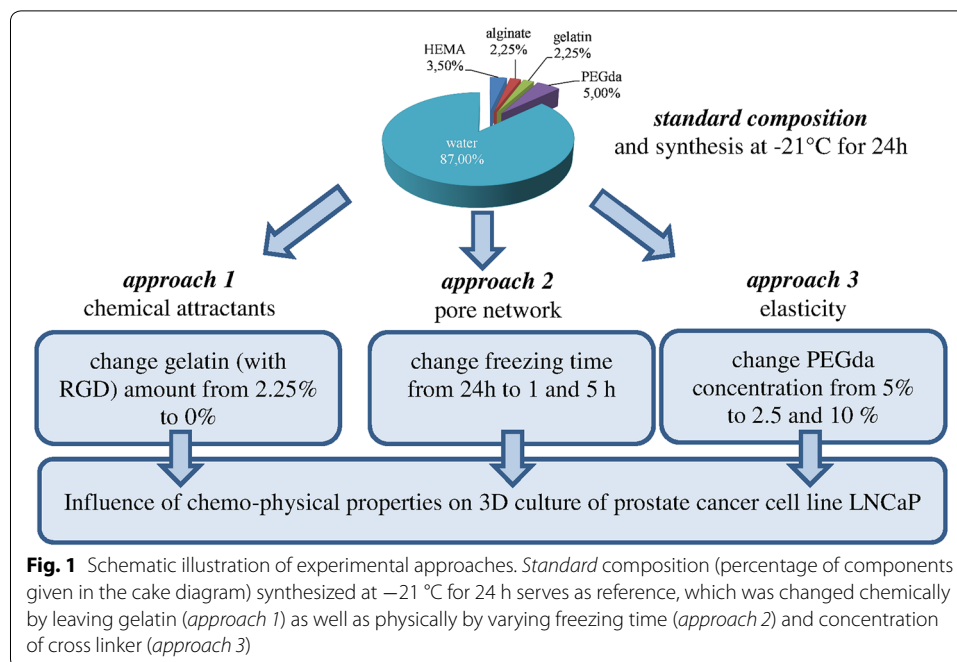 alginate
2,25%
gelatin
2,25%
HEMA
3,50%
PEGda
5,00%
water
87,00%
standard composition
and synthesis at -21°C for 24h
approach 1
chemical attractants
approach 2
pore network
approach 3
elasticity
change gelatin (with
RGD) amount from 2.25%
to 0%
change freezing time
from 24h to 1 and 5 h
change PEGda
concentration from 5%
to 2.5 and 10 %
Influence of chemo-physical properties on 3D culture of prostate cancer cell line LNCaP
Fig. 1 Schematic illustration of experimental approaches. Standard composition (percentage of components
given in the cake diagram) synthesized at −21 °C for 24 h serves as reference, which was changed chemically
by leaving gelatin (approach 1) as well as physically by varying freezing time (approach 2) and concentration
of cross linker (approach 3)